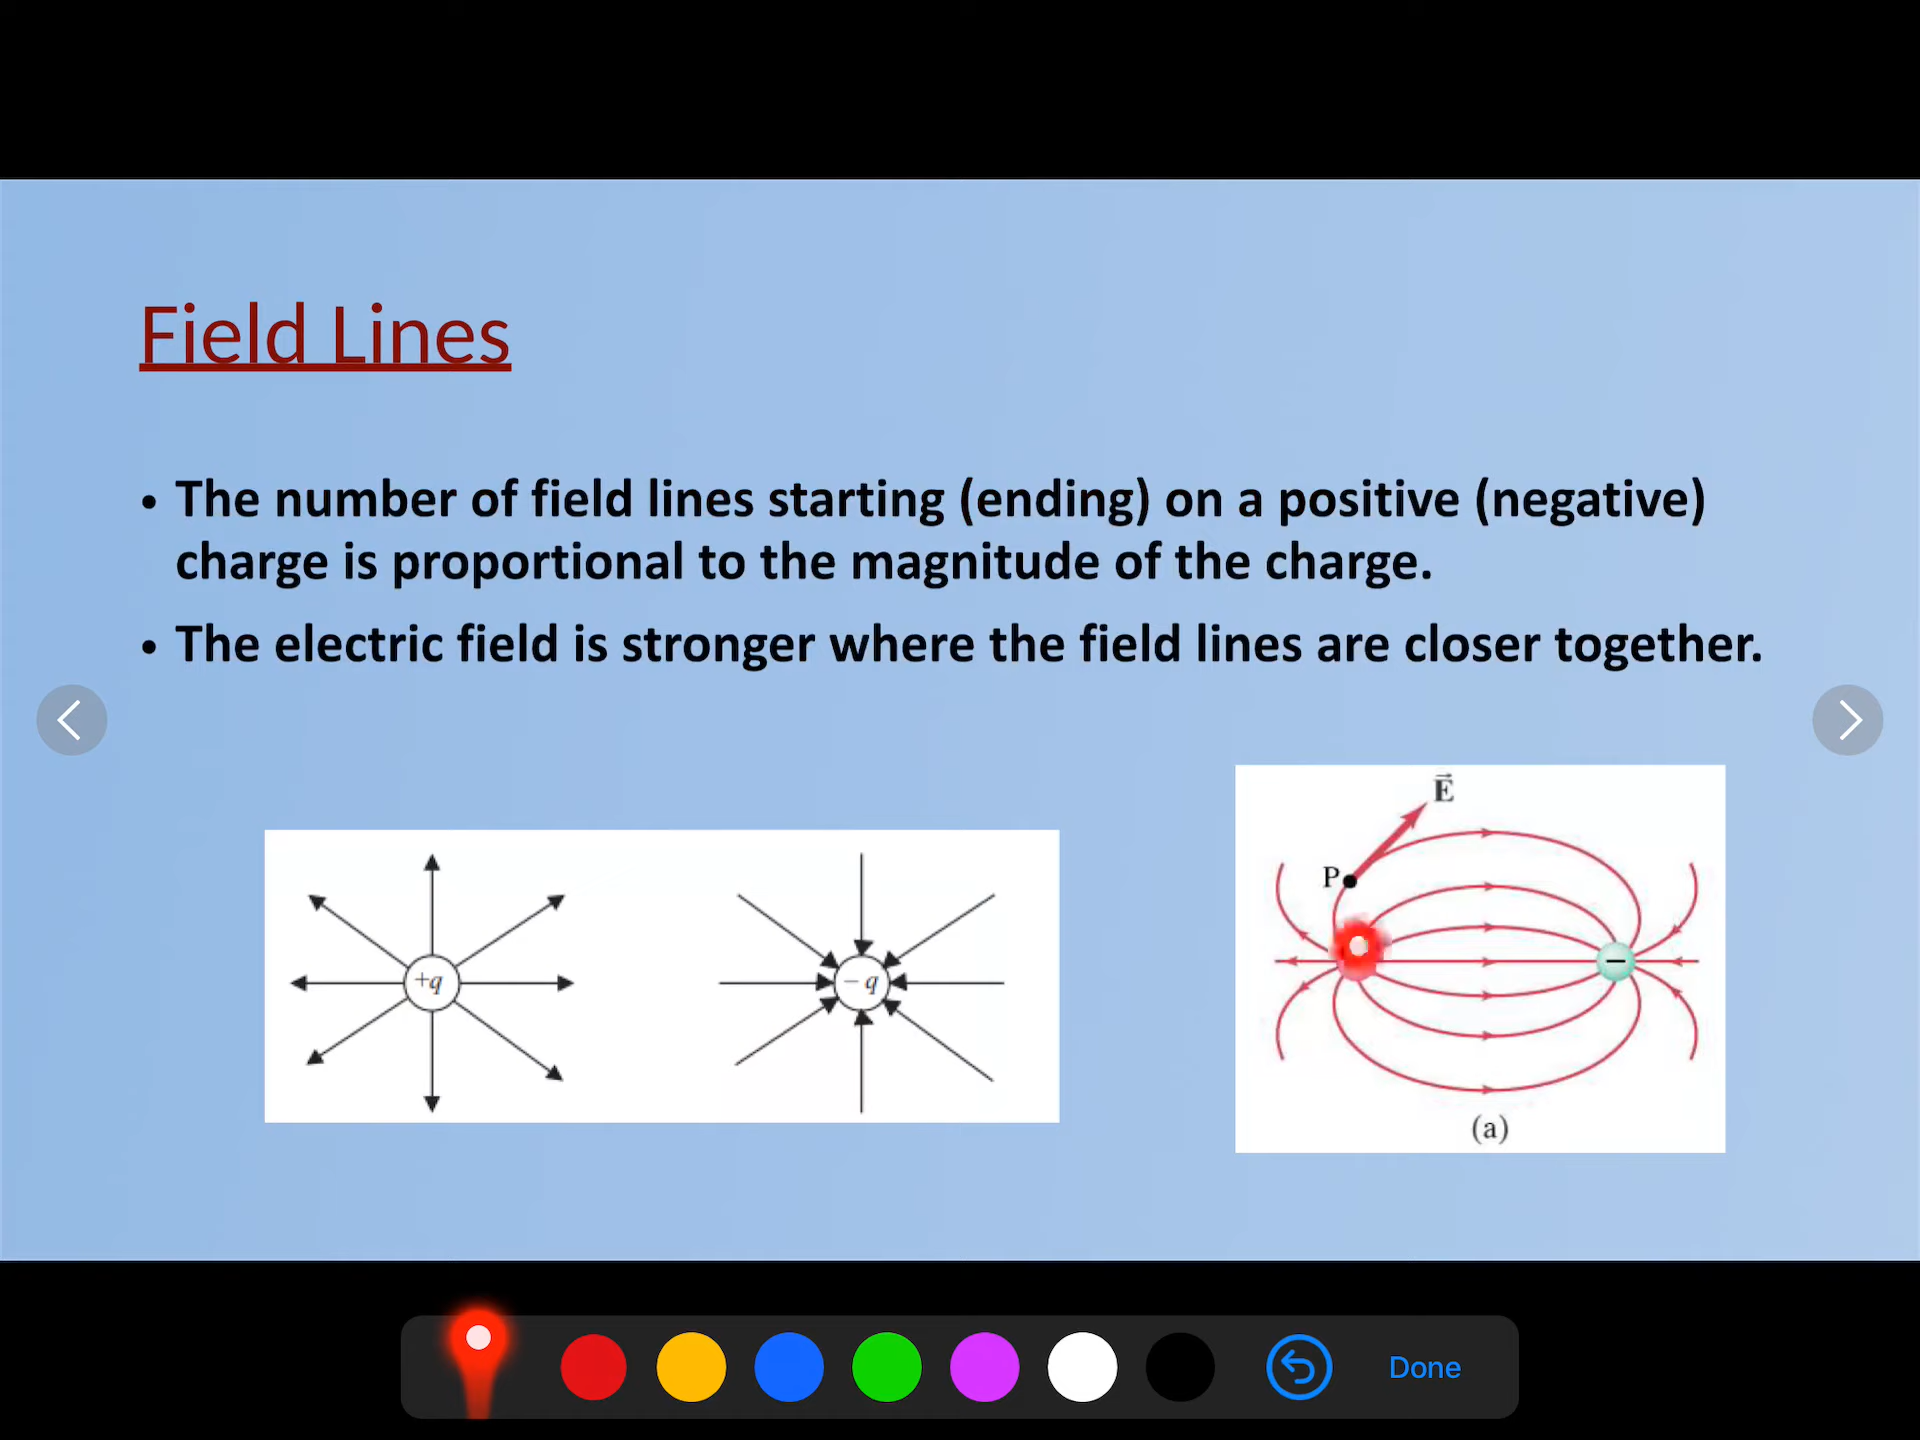 Field Lines
• The number of field lines starting (ending) on a positive (negative)
charge is proportional to the magnitude of the charge.
• The electric field is stronger where the field lines are closer together.
E⃗
P
+q
– q
–
(a)
Done